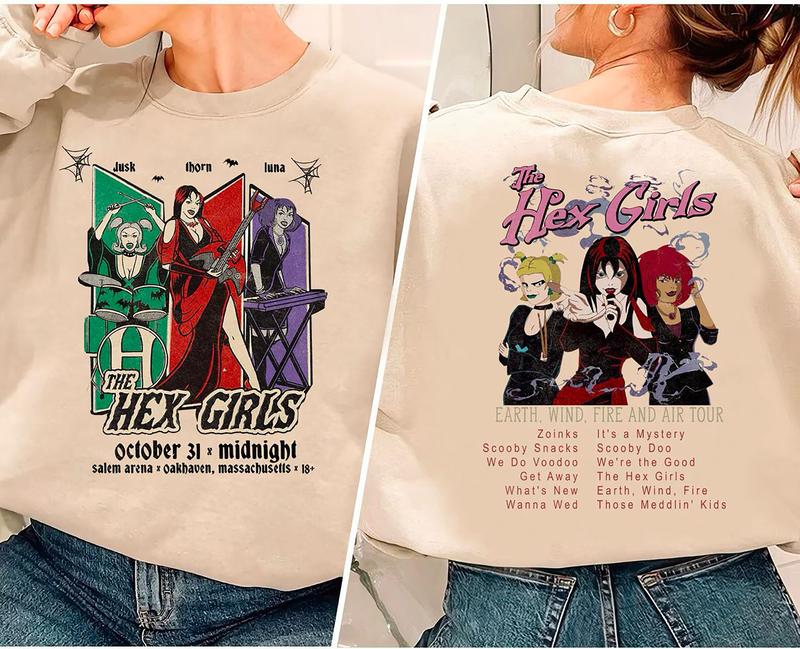 dusk thorn luna
H
THE
HEX GIRLS
october 31 x midnight
salem arena x oakhaven, massachusetts x 18+
The
Hex Girls
EARTH, WIND, FIRE AND AIR TOUR
Zoinks It's a Mystery
Scooby Snacks Scooby Doo
We Do Voodoo We're the Good
Get Away The Hex Girls
What's New Earth, Wind, Fire
Wanna Wed Those Meddlin' Kids